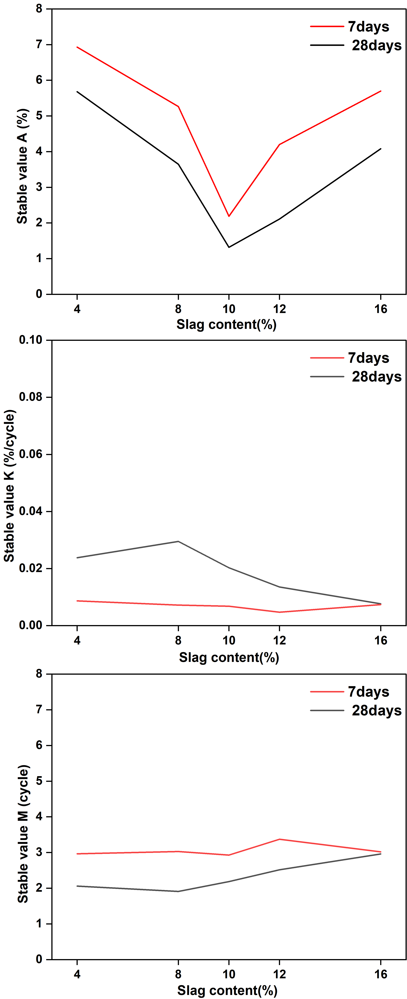 8
7days
28days
7
6
5
4
3
2
1
0
Stable value A (%)
4 8 10 12 16
Slag content(%)
0.10
7days
28days
0.08
0.06
0.04
0.02
0.00
Stable value K (%/cycle)
4 8 10 12 16
Slag content(%)
8
7days
28days
7
6
5
4
3
2
1
0
Stable value M (cycle)
4 8 10 12 16
Slag content(%)